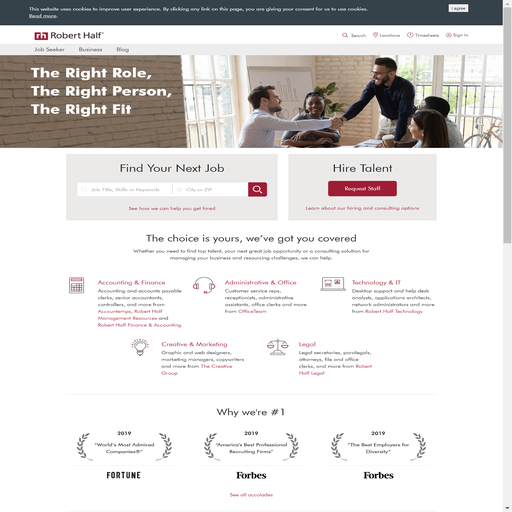 This website uses cookies to improve user experience. By clicking any link on this page, you are giving your consent for us to use cookies.
Read more.
I agree
rh Robert Half®
Search
Locations
Timesheets
Sign In
Job Seeker
Business
Blog
The Right Role,
The Right Person,
The Right Fit
Find Your Next Job
Job Title, Skills or Keywords
City or ZIP
See how we can help you get hired
Hire Talent
Request Staff
Learn about our hiring and consulting options
The choice is yours, we've got you covered
Whether you need to find top talent, your next great job opportunity or a consulting solution for
managing your business and resourcing challenges, we can help.
Accounting & Finance
Accounting and accounts payable
clerks, senior accountants,
controllers, and more from
Accountemps, Robert Half
Management Resources and
Robert Half Finance & Accounting
Administrative & Office
Customer service reps,
receptionists, administrative
assistants, office clerks and more
from OfficeTeam
Technology & IT
Desktop support and help desk
analysts, applications architects,
network administrators and more
from Robert Half Technology
Creative & Marketing
Graphic and web designers,
marketing managers, copywriters
and more from The Creative
Group
Legal
Legal secretaries, paralegals,
attorneys, file and office
clerks, and more from Robert
Half Legal
Why we're #1
2019
"World's Most Admired
Companies®"
FORTUNE
2019
"America's Best Professional
Recruiting Firms"
Forbes
2019
"The Best Employers for
Diversity"
Forbes
See all accolades